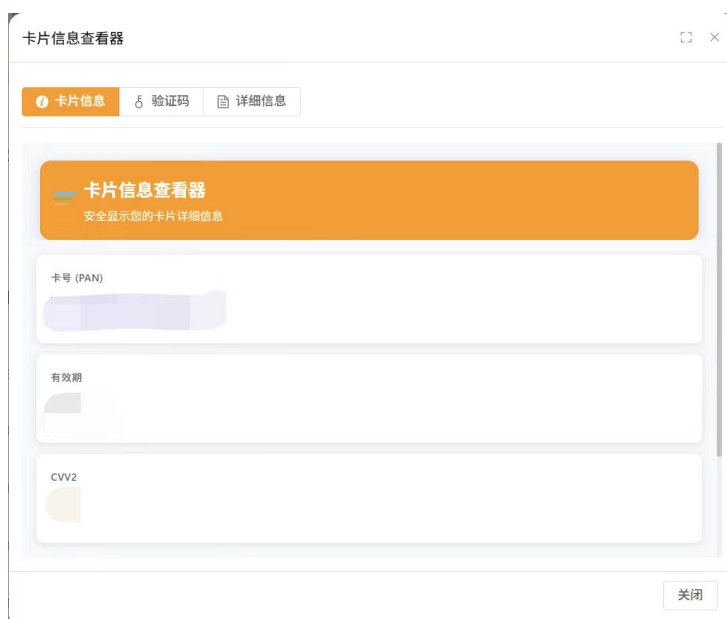 卡片信息查看器
卡片信息
验证码
详细信息
卡片信息查看器
安全显示您的卡片详细信息
卡号 (PAN)
有效期
CVV2
关闭